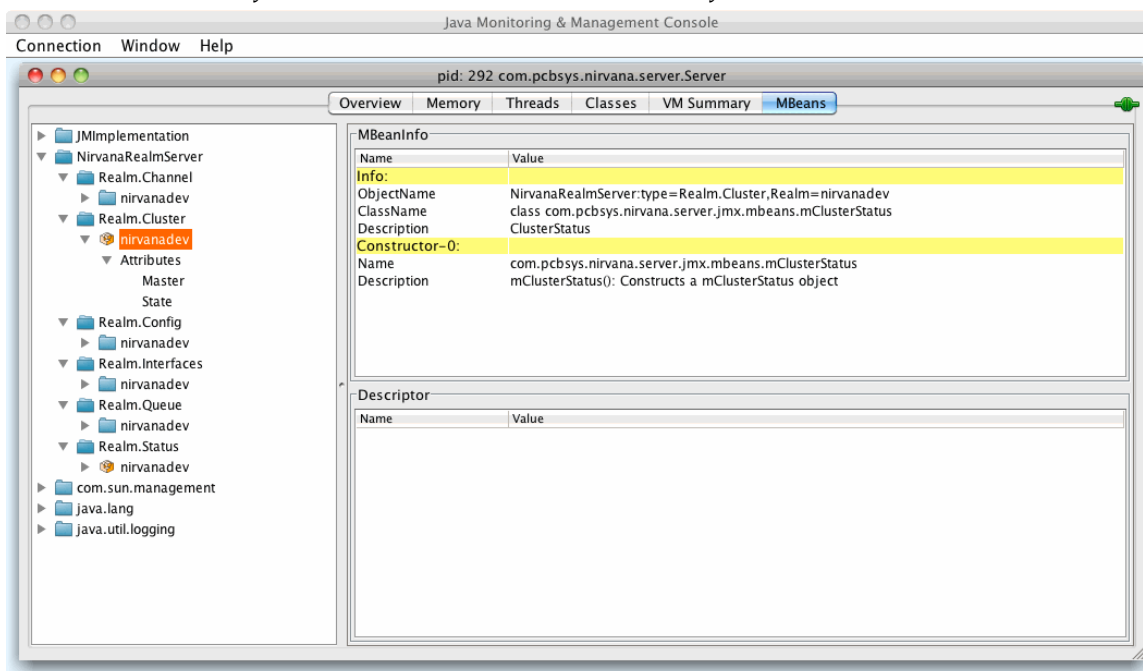 Java Monitoring & Management Console
Connection Window Help
pid: 292 com.pcbsys.nirvana.server.Server
Overview Memory Threads Classes VM Summary MBeans
JMImplementation
NirvanaRealmServer
Realm.Channel
nirvanadev
Realm.Cluster
nirvanadev
Attributes
Master
State
Realm.Config
nirvanadev
Realm.Interfaces
nirvanadev
Realm.Queue
nirvanadev
Realm.Status
nirvanadev
com.sun.management
java.lang
java.util.logging
MBeanInfo
Name Value
Info:
ObjectName NirvanaRealmServer:type=Realm.Cluster,Realm=nirvanadev
ClassName class com.pcbsys.nirvana.server.jmx.mbeans.mClusterStatus
Description ClusterStatus
Constructor-0:
Name com.pcbsys.nirvana.server.jmx.mbeans.mClusterStatus
Description mClusterStatus(): Constructs a mClusterStatus object
Descriptor
Name Value